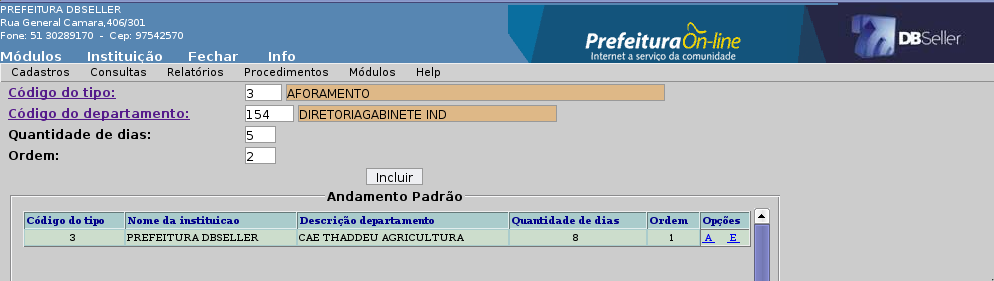 PREFEITURA DBSELLER
Rua General Camara,406/301
Fone: 51 30289170 - Cep: 97542570
Prefeitura On-line
Internet a serviço da comunidade
DBSeller
Módulos Instituição Fechar Info
Cadastros Consultas Relatórios Procedimentos Módulos Help
Código do tipo: 3 AFORAMENTO
Código do departamento: 154 DIRETORIAGABINETE IND
Quantidade de dias: 5
Ordem: 2
Incluir
Andamento Padrão
Código do tipo Nome da instituicao Descrição departamento Quantidade de dias Ordem Opções
3 PREFEITURA DBSELLER CAE THADDEU AGRICULTURA 8 1 A E